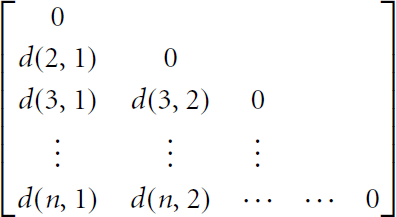 0
d(2, 1) 0
d(3, 1) d(3, 2) 0
⋮ ⋮ ⋮
d(n, 1) d(n, 2) ⋯ ⋯ 0